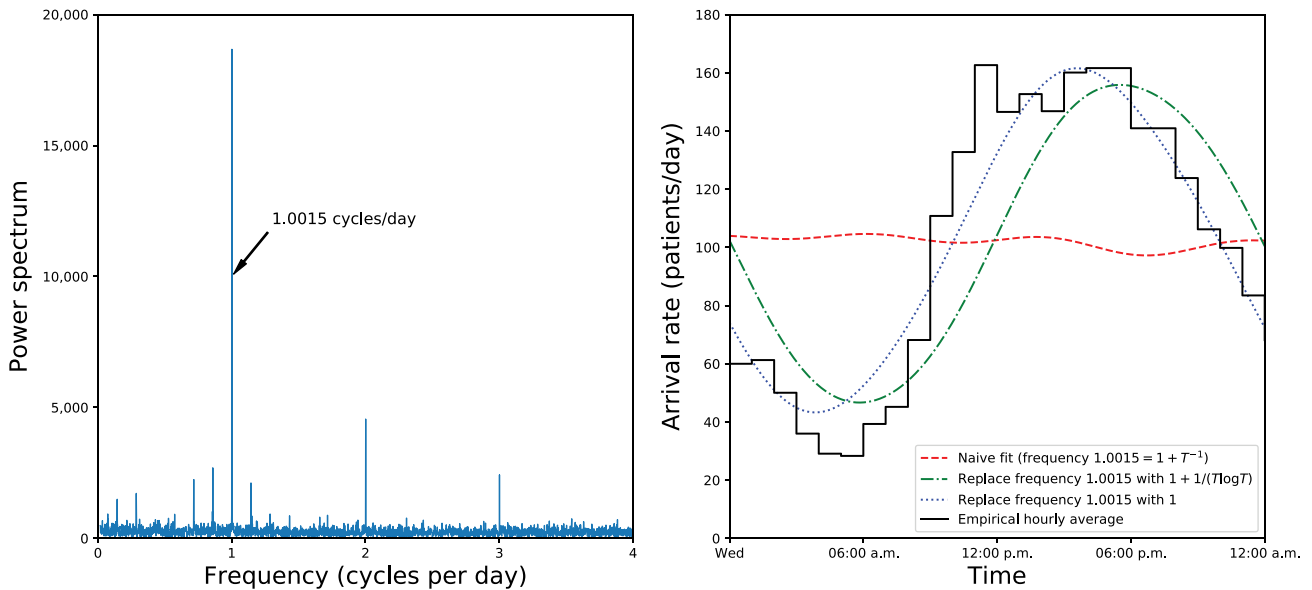 20,000
17,500
15,000
10,000
5,000
0
Power spectrum
1.0015 cycles/day
0
1
2
3
4
Frequency (cycles per day)
180
160
140
120
100
80
60
40
20
0
Arrival rate (patients/day)
Naive fit (frequency 1.0015 = 1 + T⁻¹)
Replace frequency 1.0015 with 1 + 1/(TlogT)
Replace frequency 1.0015 with 1
Empirical hourly average
Wed
06:00 a.m.
12:00 p.m.
06:00 p.m.
12:00 a.m.
Time